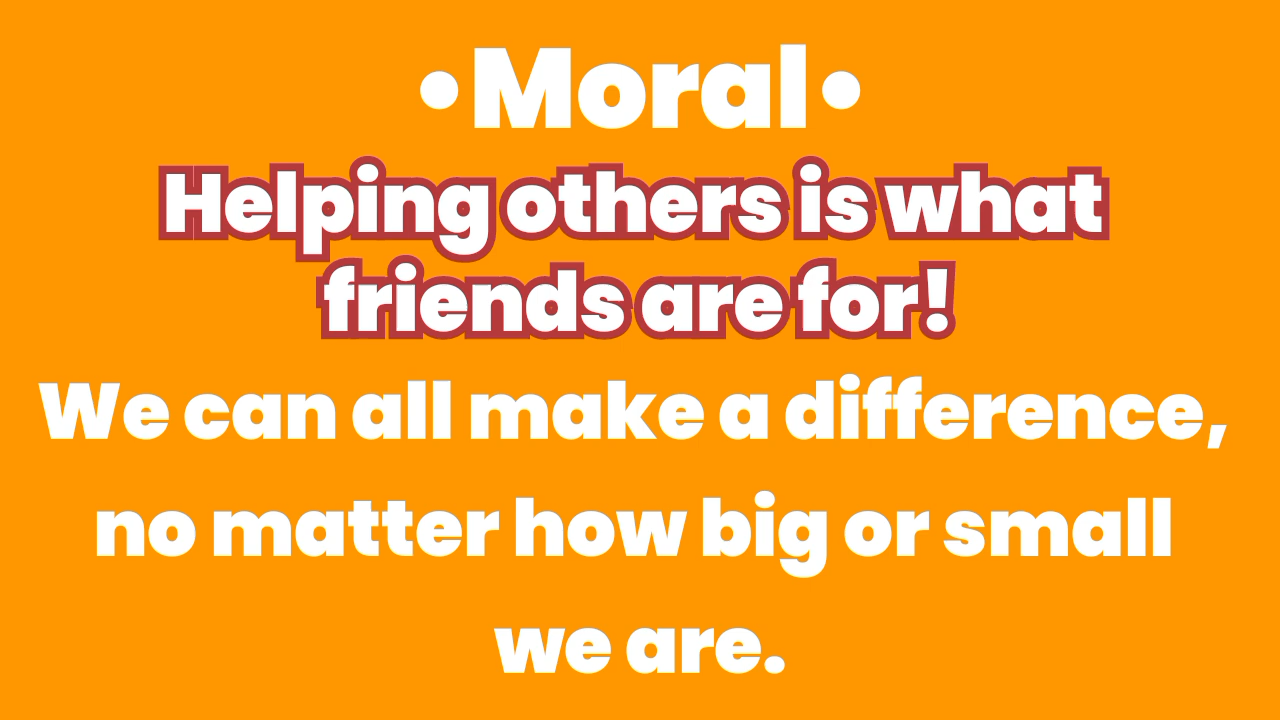 •Moral•
Helping others is what
friends are for!
We can all make a difference,
no matter how big or small
we are.